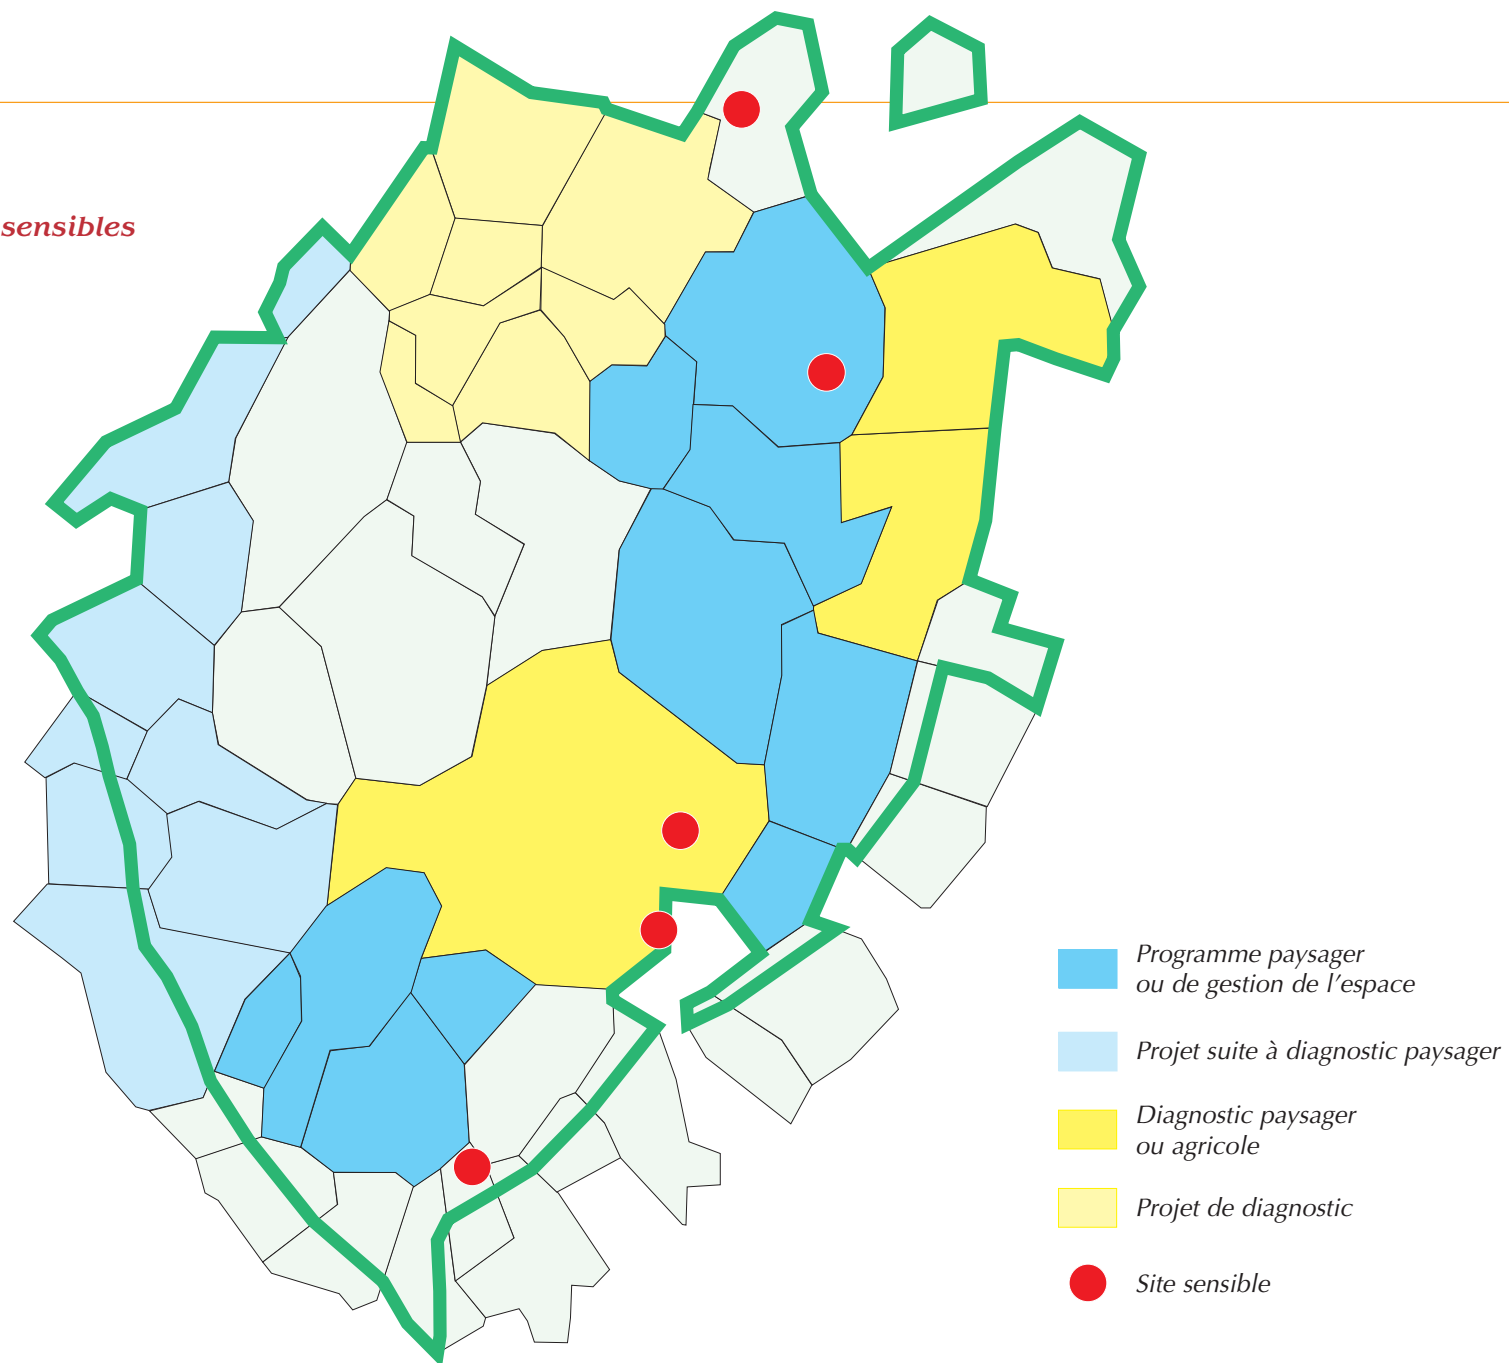 sensibles
Programme paysager
ou de gestion de l’espace
Projet suite à diagnostic paysager
Diagnostic paysager
ou agricole
Projet de diagnostic
Site sensible